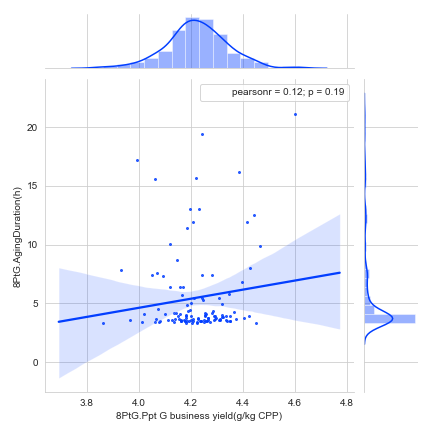 pearsonr = 0.12; p = 0.19
20
15
10
5
0
8PtG.AgingDuration(h)
3.8 4.0 4.2 4.4 4.6 4.8
8PtG.Ppt G business yield(g/kg CPP)